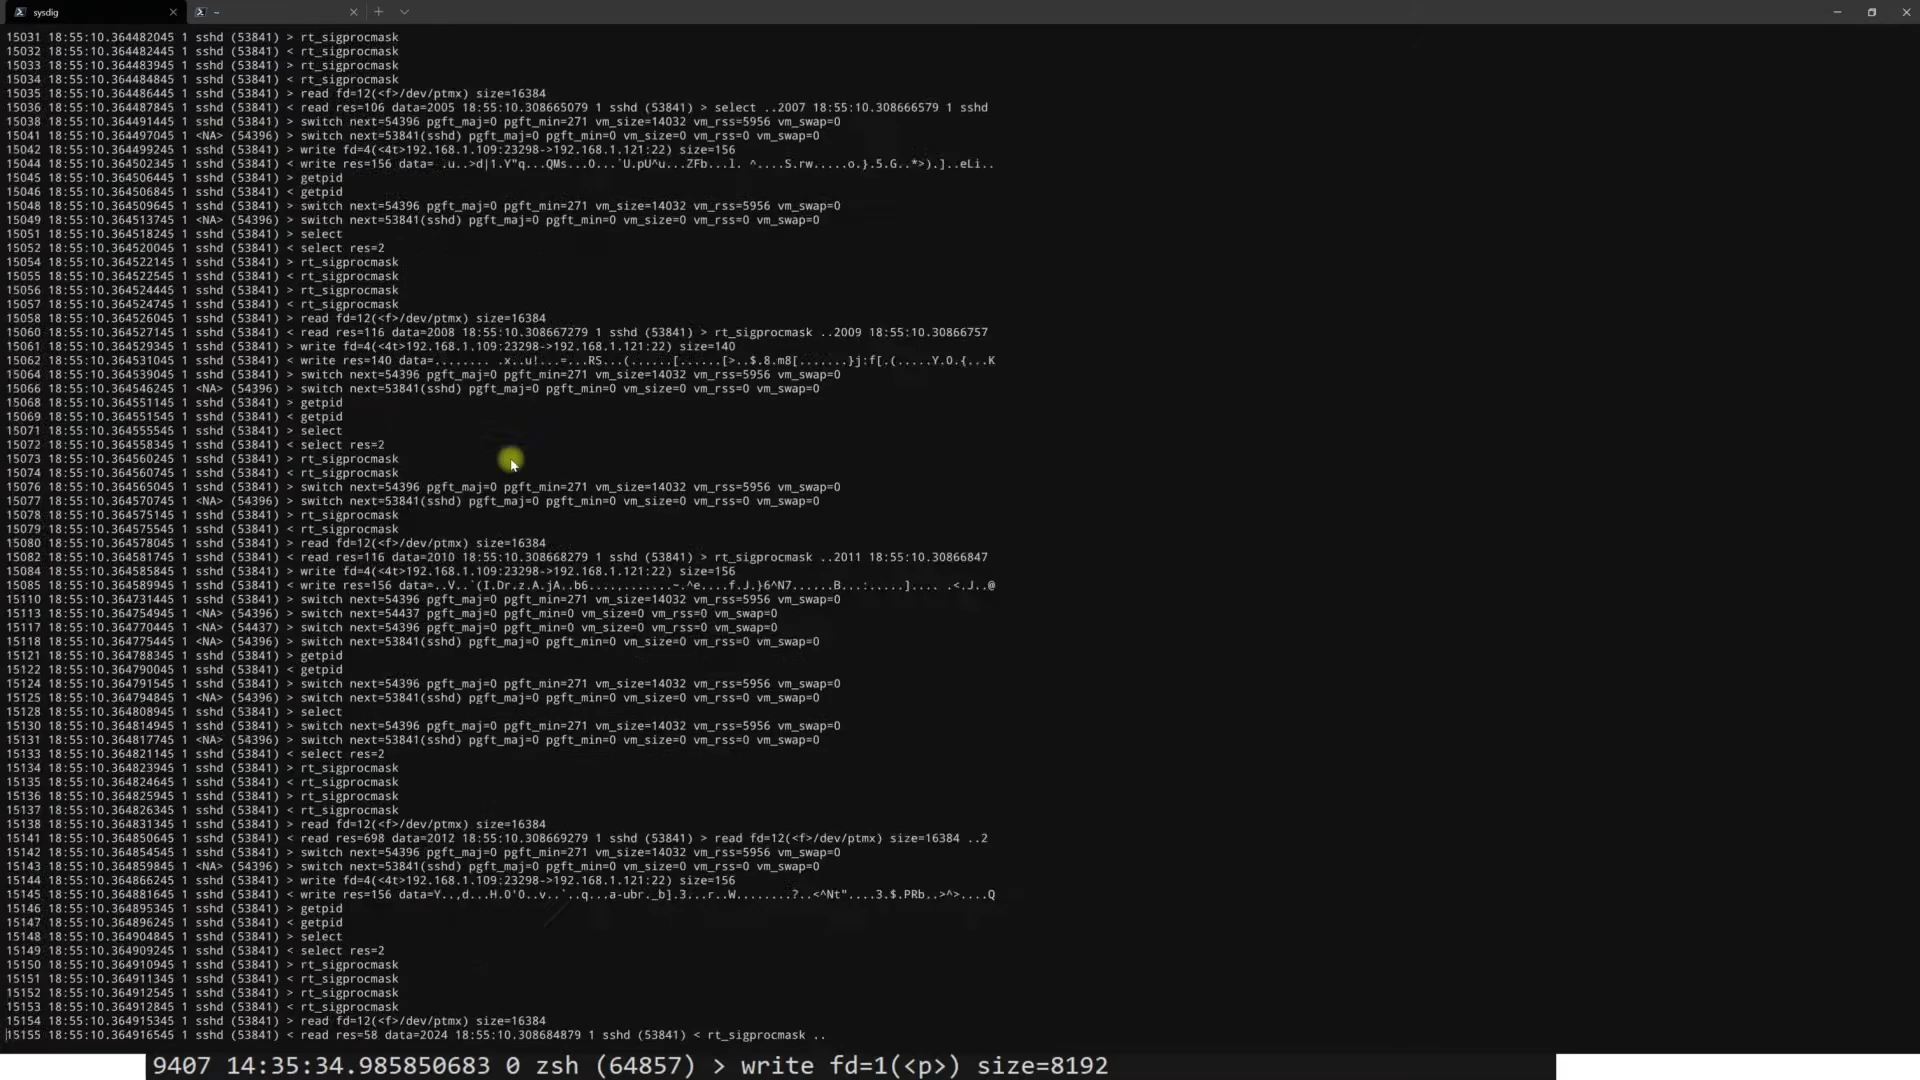 sysdig
~
15031 18:55:10.364482045 1 sshd (53841) > rt_sigprocmask
15032 18:55:10.364482445 1 sshd (53841) < rt_sigprocmask
15033 18:55:10.364483945 1 sshd (53841) > rt_sigprocmask
15034 18:55:10.364484845 1 sshd (53841) < rt_sigprocmask
15035 18:55:10.364486445 1 sshd (53841) > read fd=12(<f>/dev/ptmx) size=16384
15036 18:55:10.364487845 1 sshd (53841) < read res=106 data=2005 18:55:10.308665079 1 sshd (53841) > select ..2007 18:55:10.308666579 1 sshd
15038 18:55:10.364491445 1 sshd (53841) > switch next=54396 pgft_maj=0 pgft_min=271 vm_size=14032 vm_rss=5956 vm_swap=0
15041 18:55:10.364497045 1 <NA> (54396) > switch next=53841(sshd) pgft_maj=0 pgft_min=0 vm_size=0 vm_rss=0 vm_swap=0
15042 18:55:10.364499245 1 sshd (53841) > write fd=4(<4t>192.168.1.109:23298->192.168.1.121:22) size=156
15044 18:55:10.364502345 1 sshd (53841) < write res=156 data= .u..>d|1.Y"q...QMs...O...`U.pU^u...ZFb...l. ^....S.rw.....o.}.5.G..*>).]..eLi..
15045 18:55:10.364506445 1 sshd (53841) > getpid
15046 18:55:10.364506845 1 sshd (53841) < getpid
15048 18:55:10.364509645 1 sshd (53841) > switch next=54396 pgft_maj=0 pgft_min=271 vm_size=14032 vm_rss=5956 vm_swap=0
15049 18:55:10.364513745 1 <NA> (54396) > switch next=53841(sshd) pgft_maj=0 pgft_min=0 vm_size=0 vm_rss=0 vm_swap=0
15051 18:55:10.364518245 1 sshd (53841) > select
15052 18:55:10.364520045 1 sshd (53841) < select res=2
15054 18:55:10.364522145 1 sshd (53841) > rt_sigprocmask
15055 18:55:10.364522545 1 sshd (53841) < rt_sigprocmask
15056 18:55:10.364524445 1 sshd (53841) > rt_sigprocmask
15057 18:55:10.364524745 1 sshd (53841) < rt_sigprocmask
15058 18:55:10.364526045 1 sshd (53841) > read fd=12(<f>/dev/ptmx) size=16384
15060 18:55:10.364527145 1 sshd (53841) < read res=116 data=2008 18:55:10.308667279 1 sshd (53841) > rt_sigprocmask ..2009 18:55:10.30866757
15061 18:55:10.364529345 1 sshd (53841) > write fd=4(<4t>192.168.1.109:23298->192.168.1.121:22) size=140
15062 18:55:10.364531045 1 sshd (53841) < write res=140 data=,....... .x..u!...=...RS...(......[......[>..$.8.m8[.......}j:f[.(.....Y.O.{...K
15064 18:55:10.364539045 1 sshd (53841) > switch next=54396 pgft_maj=0 pgft_min=271 vm_size=14032 vm_rss=5956 vm_swap=0
15066 18:55:10.364546245 1 <NA> (54396) > switch next=53841(sshd) pgft_maj=0 pgft_min=0 vm_size=0 vm_rss=0 vm_swap=0
15068 18:55:10.364551145 1 sshd (53841) > getpid
15069 18:55:10.364551545 1 sshd (53841) < getpid
15071 18:55:10.364555545 1 sshd (53841) > select
15072 18:55:10.364558345 1 sshd (53841) < select res=2
15073 18:55:10.364560245 1 sshd (53841) > rt_sigprocmask
15074 18:55:10.364560745 1 sshd (53841) < rt_sigprocmask
15076 18:55:10.364565045 1 sshd (53841) > switch next=54396 pgft_maj=0 pgft_min=271 vm_size=14032 vm_rss=5956 vm_swap=0
15077 18:55:10.364570745 1 <NA> (54396) > switch next=53841(sshd) pgft_maj=0 pgft_min=0 vm_size=0 vm_rss=0 vm_swap=0
15078 18:55:10.364575145 1 sshd (53841) > rt_sigprocmask
15079 18:55:10.364575545 1 sshd (53841) < rt_sigprocmask
15080 18:55:10.364578045 1 sshd (53841) > read fd=12(<f>/dev/ptmx) size=16384
15082 18:55:10.364581745 1 sshd (53841) < read res=116 data=2010 18:55:10.308668279 1 sshd (53841) > rt_sigprocmask ..2011 18:55:10.30866847
15084 18:55:10.364585845 1 sshd (53841) > write fd=4(<4t>192.168.1.109:23298->192.168.1.121:22) size=156
15085 18:55:10.364589945 1 sshd (53841) < write res=156 data=..V..`(I.Dr.z.A.jA..b6....,.......~.^e....f.J.}6^N7......B...:.....].... .<.J..@
15110 18:55:10.364731445 1 sshd (53841) > switch next=54396 pgft_maj=0 pgft_min=271 vm_size=14032 vm_rss=5956 vm_swap=0
15113 18:55:10.364754945 1 <NA> (54396) > switch next=54437 pgft_maj=0 pgft_min=0 vm_size=0 vm_rss=0 vm_swap=0
15117 18:55:10.364770445 1 <NA> (54437) > switch next=54396 pgft_maj=0 pgft_min=0 vm_size=0 vm_rss=0 vm_swap=0
15118 18:55:10.364775445 1 <NA> (54396) > switch next=53841(sshd) pgft_maj=0 pgft_min=0 vm_size=0 vm_rss=0 vm_swap=0
15121 18:55:10.364788345 1 sshd (53841) > getpid
15122 18:55:10.364790045 1 sshd (53841) < getpid
15124 18:55:10.364791545 1 sshd (53841) > switch next=54396 pgft_maj=0 pgft_min=271 vm_size=14032 vm_rss=5956 vm_swap=0
15125 18:55:10.364794845 1 <NA> (54396) > switch next=53841(sshd) pgft_maj=0 pgft_min=0 vm_size=0 vm_rss=0 vm_swap=0
15128 18:55:10.364808945 1 sshd (53841) > select
15130 18:55:10.364814945 1 sshd (53841) > switch next=54396 pgft_maj=0 pgft_min=271 vm_size=14032 vm_rss=5956 vm_swap=0
15131 18:55:10.364817745 1 <NA> (54396) > switch next=53841(sshd) pgft_maj=0 pgft_min=0 vm_size=0 vm_rss=0 vm_swap=0
15133 18:55:10.364821145 1 sshd (53841) < select res=2
15134 18:55:10.364823945 1 sshd (53841) > rt_sigprocmask
15135 18:55:10.364824645 1 sshd (53841) < rt_sigprocmask
15136 18:55:10.364825945 1 sshd (53841) > rt_sigprocmask
15137 18:55:10.364826345 1 sshd (53841) < rt_sigprocmask
15138 18:55:10.364831345 1 sshd (53841) > read fd=12(<f>/dev/ptmx) size=16384
15141 18:55:10.364850645 1 sshd (53841) < read res=698 data=2012 18:55:10.308669279 1 sshd (53841) > read fd=12(<f>/dev/ptmx) size=16384 ..2
15142 18:55:10.364854545 1 sshd (53841) > switch next=54396 pgft_maj=0 pgft_min=271 vm_size=14032 vm_rss=5956 vm_swap=0
15143 18:55:10.364859845 1 <NA> (54396) > switch next=53841(sshd) pgft_maj=0 pgft_min=0 vm_size=0 vm_rss=0 vm_swap=0
15144 18:55:10.364866245 1 sshd (53841) > write fd=4(<4t>192.168.1.109:23298->192.168.1.121:22) size=156
15145 18:55:10.364881645 1 sshd (53841) < write res=156 data=Y..,d...H.O'O..v..`..q...a-ubr._b].3...r..W........?..<^Nt"....3.$.PRb..>^>....Q
15146 18:55:10.364895345 1 sshd (53841) > getpid
15147 18:55:10.364896245 1 sshd (53841) < getpid
15148 18:55:10.364904845 1 sshd (53841) > select
15149 18:55:10.364909245 1 sshd (53841) < select res=2
15150 18:55:10.364910945 1 sshd (53841) > rt_sigprocmask
15151 18:55:10.364911345 1 sshd (53841) < rt_sigprocmask
15152 18:55:10.364912545 1 sshd (53841) > rt_sigprocmask
15153 18:55:10.364912845 1 sshd (53841) < rt_sigprocmask
15154 18:55:10.364915345 1 sshd (53841) > read fd=12(<f>/dev/ptmx) size=16384
15155 18:55:10.364916545 1 sshd (53841) < read res=58 data=2024 18:55:10.308684879 1 sshd (53841) < rt_sigprocmask ..
9407 14:35:34.985850683 0 zsh (64857) > write fd=1(<p>) size=8192